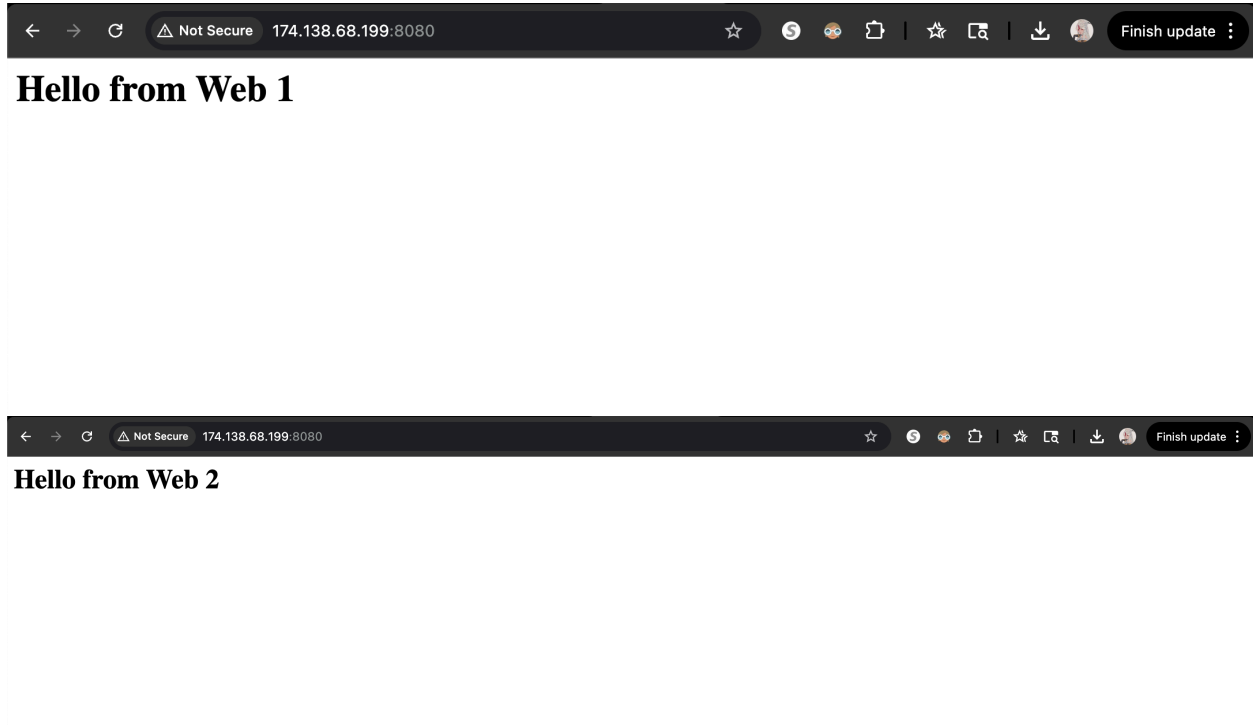 Not Secure 174.138.68.199:8080 Finish update
Hello from Web 1
Not Secure 174.138.68.199:8080 Finish update
Hello from Web 2